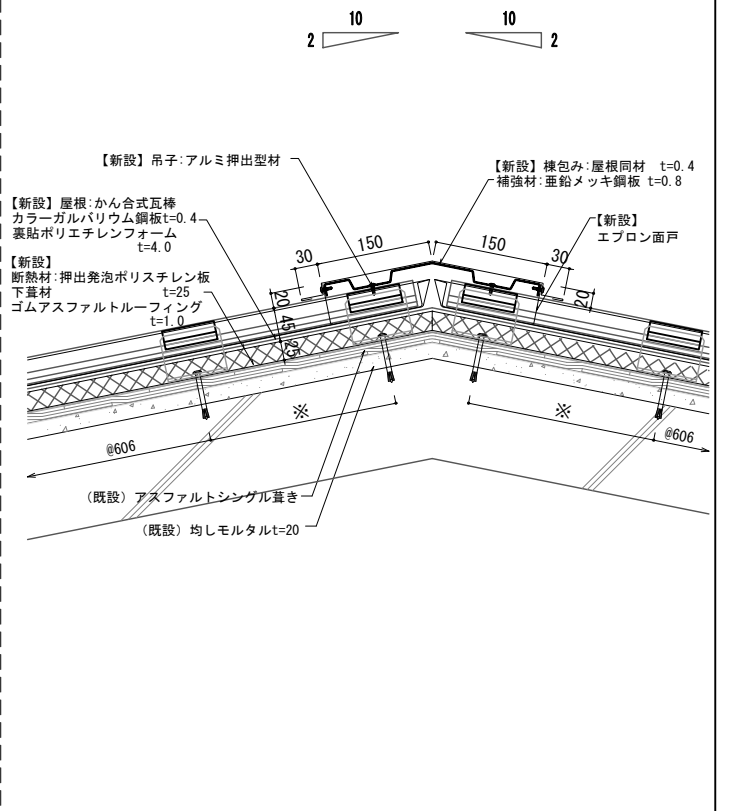 10
10
2
2
【新設】吊子:アルミ押出型材
【新設】棟包み:屋根同材 t=0.4
補強材:亜鉛メッキ鋼板 t=0.8
【新設】屋根:かん合式瓦棒
カラーガルバリウム鋼板t=0.4
裏貼ポリエチレンフォーム
t=4.0
【新設】
エプロン面戸
【新設】
断熱材:押出発泡ポリスチレン板
下葺材 t=25
ゴムアスファルトルーフィング
t=1.0
30
150
150
30
20
45
25
20
※
※
@606
@606
(既設)アスファルトシングル葺き
(既設)均しモルタルt=20